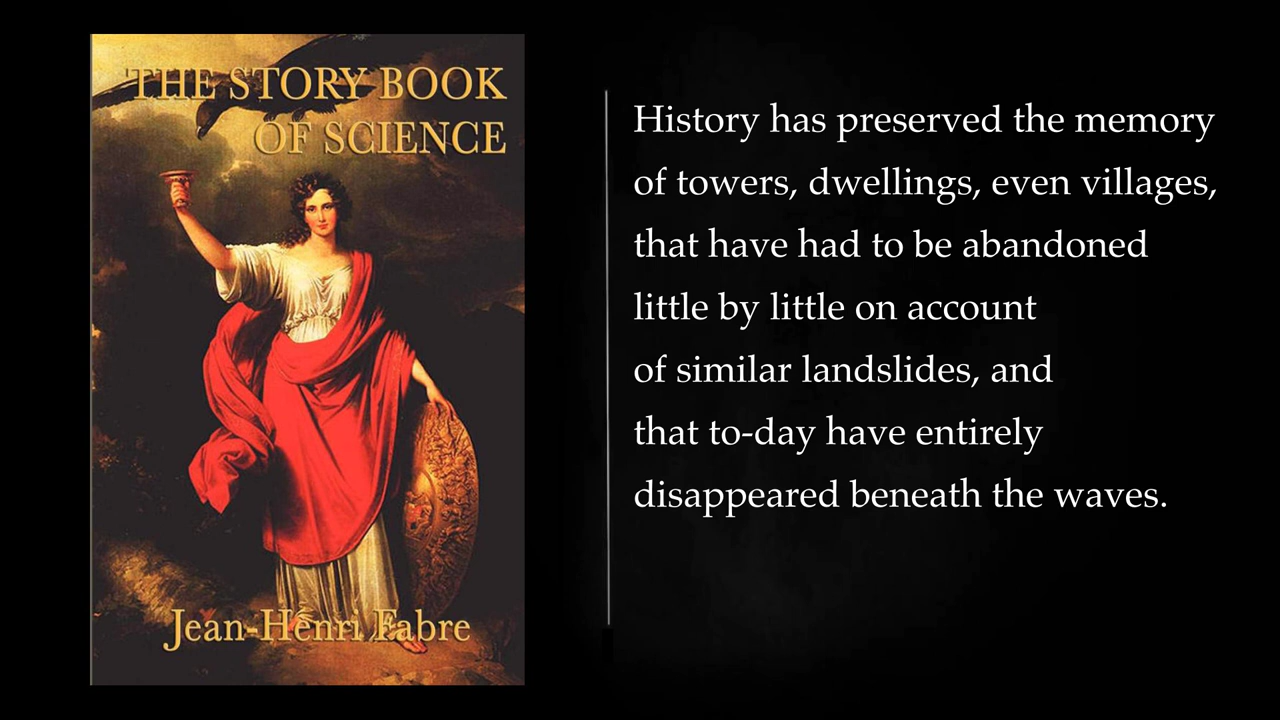 THE STORY BOOK
OF SCIENCE
Jean-Henri Fabre
History has preserved the memory
of towers, dwellings, even villages,
that have had to be abandoned
little by little on account
of similar landslides, and
that to-day have entirely
disappeared beneath the waves.